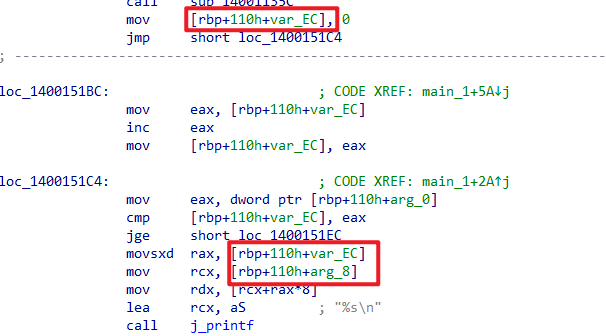 call    sub_14001135C
mov     [rbp+110h+var_EC], 0
jmp     short loc_1400151C4
; ---------------------------------------------------------------------------
loc_1400151BC:                          ; CODE XREF: main_1+5A↓j
mov     eax, [rbp+110h+var_EC]
inc     eax
mov     [rbp+110h+var_EC], eax
loc_1400151C4:                          ; CODE XREF: main_1+2A↑j
mov     eax, dword ptr [rbp+110h+arg_0]
cmp     [rbp+110h+var_EC], eax
jge     short loc_1400151EC
movsxd  rax, [rbp+110h+var_EC]
mov     rcx, [rbp+110h+arg_8]
mov     rdx, [rcx+rax*8]
lea     rcx, aS         ; "%s\n"
call    j_printf